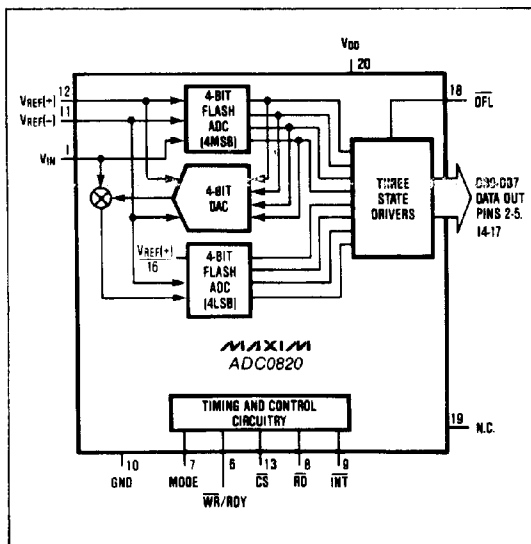 VDD
20
12
VREF(+)
11
VREF(-)
1
VIN
4-BIT
FLASH
ADC
(4MSB)
4-BIT
DAC
VREF(+)
16
4-BIT
FLASH
ADC
(4LSB)
THREE
STATE
DRIVERS
18
OFL
DB0-DB7
DATA OUT
PINS 2-5,
14-17
MAXIM
ADC0820
TIMING AND CONTROL
CIRCUITRY
19
N.C.
10
GND
7
MODE
6
WR/RDY
13
CS
8
RD
9
INT